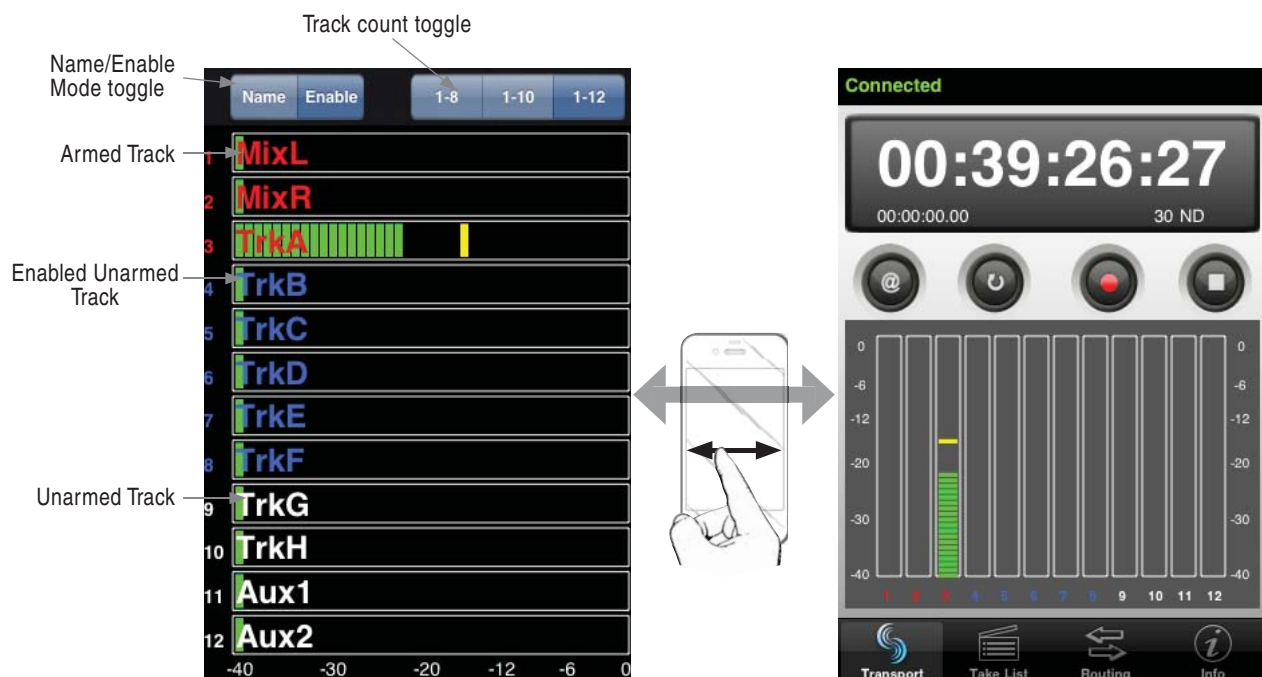 Track count toggle
Name/Enable
Mode toggle
Name Enable 1-8 1-10 1-12
Armed Track
1 MixL
2 MixR
3 TrkA
Enabled Unarmed
Track
4 TrkB
5 TrkC
6 TrkD
7 TrkE
8 TrkF
Unarmed Track
9 TrkG
10 TrkH
11 Aux1
12 Aux2
-40 -30 -20 -12 -6 0
Connected
00:39:26:27
00:00:00.00 30 ND
@
0 0
-6 -6
-12 -12
-20 -20
-30 -30
-40 -40
1 2 3 4 5 6 7 8 9 10 11 12
Transport Take List Routing Info